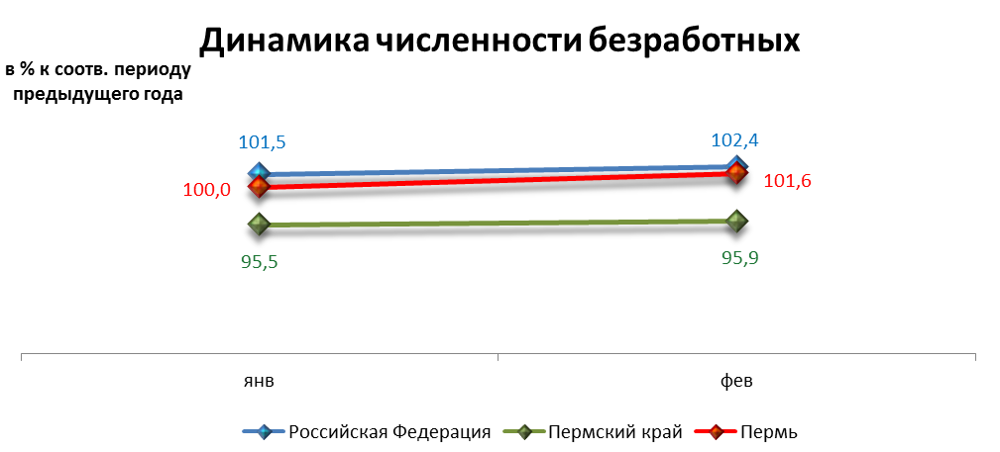 Динамика численности безработных
в % к соотв. периоду
предыдущего года
101,5
102,4
100,0
101,6
95,5
95,9
янв
фев
Российская Федерация
Пермский край
Пермь